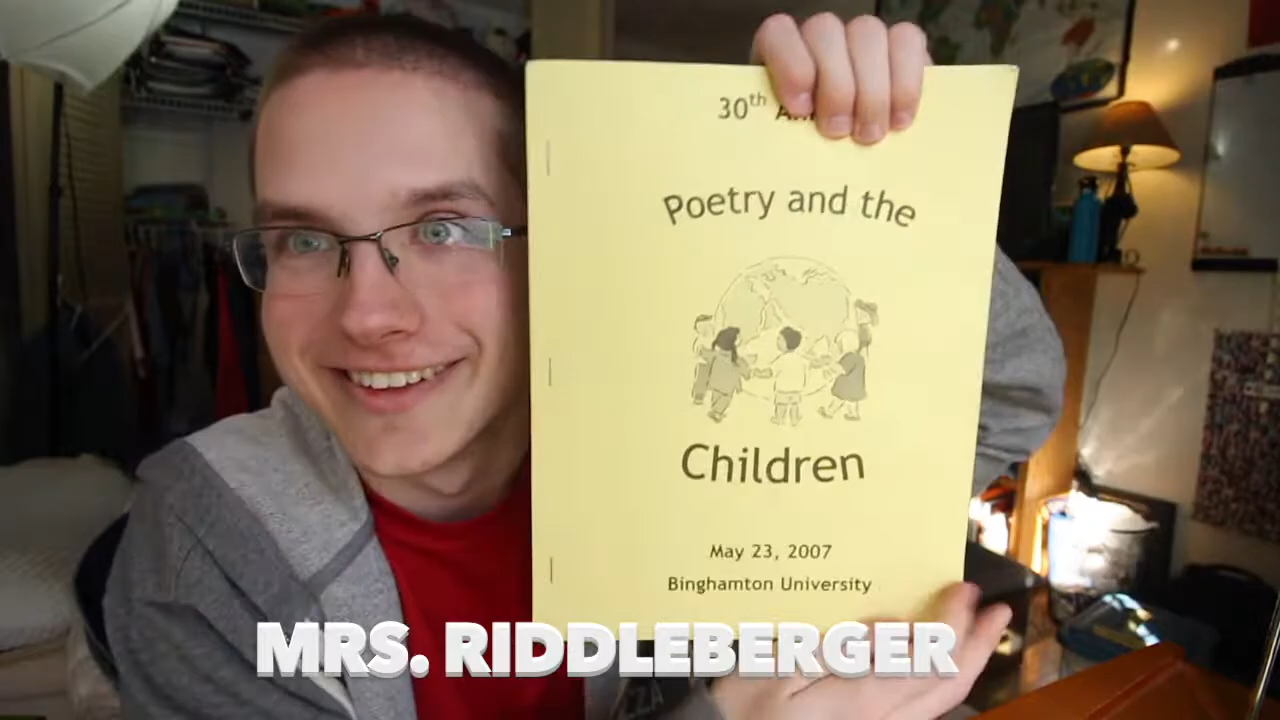 30th
Poetry and the
Children
May 23, 2007
Binghamton University
MRS. RIDDLEBERGER